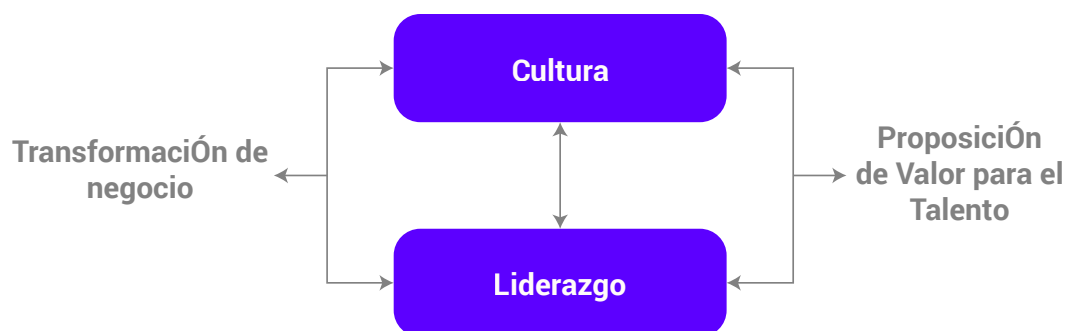 Cultura
TransformaciÓn de
negocio
ProposiciÓn
de Valor para el
Talento
Liderazgo